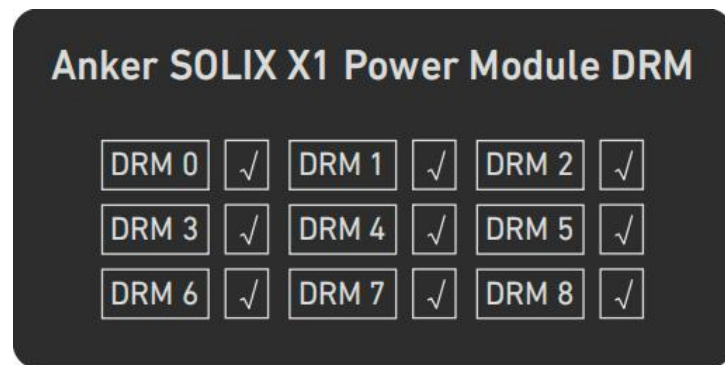 Anker SOLIX X1 Power Module DRM
DRM 0 √ DRM 1 √ DRM 2 √
DRM 3 √ DRM 4 √ DRM 5 √
DRM 6 √ DRM 7 √ DRM 8 √